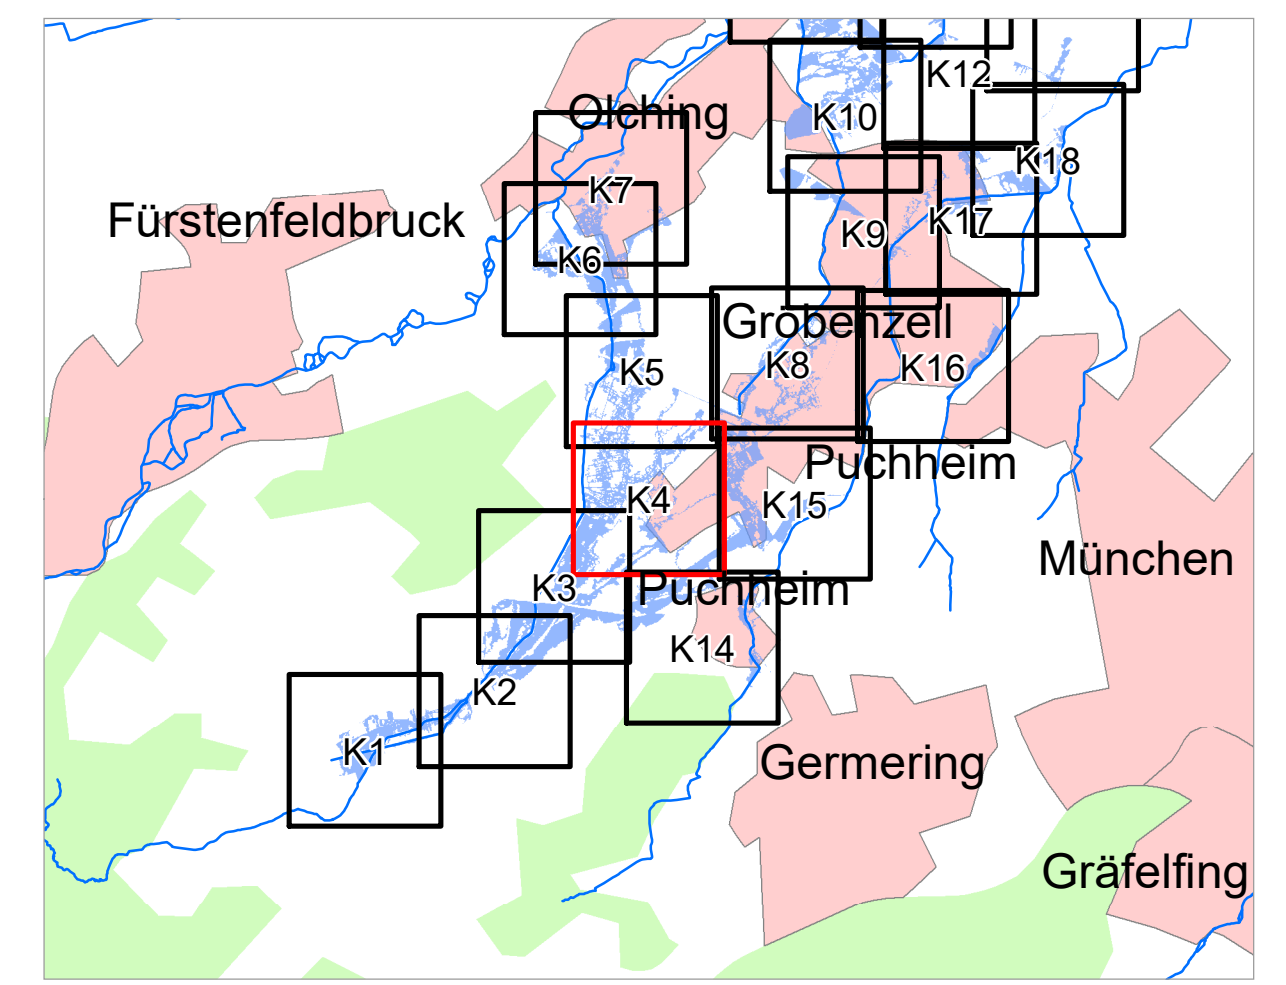 K12
Olching
K10
K18
K7
Fürstenfeldbruck
K17
K9
K6
Gröbenzell
K8
K16
K5
Puchheim
K4
K15
München
K3
Puchheim
K14
K2
K1
Germering
Gräfelfing